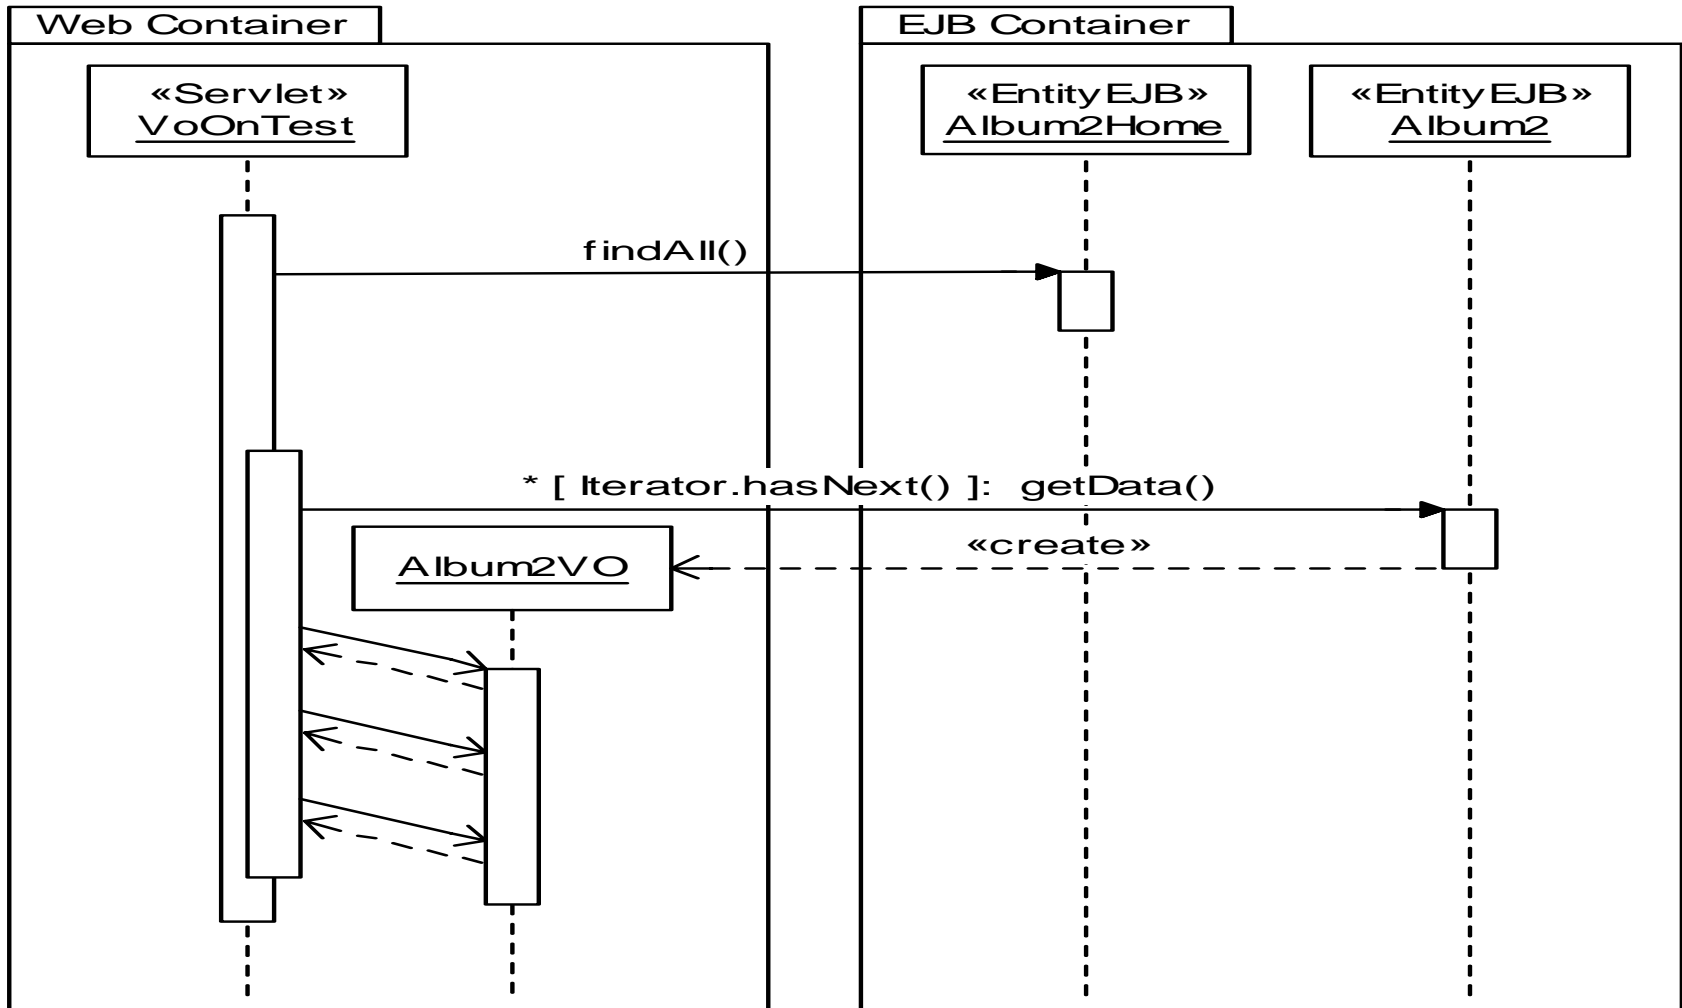 Web Container
EJB Container
«Servlet»
VoOnTest
«EntityEJB»
Album2Home
«EntityEJB»
Album2
findAll()
* [ Iterator.hasNext() ]: getData()
«create»
Album2VO